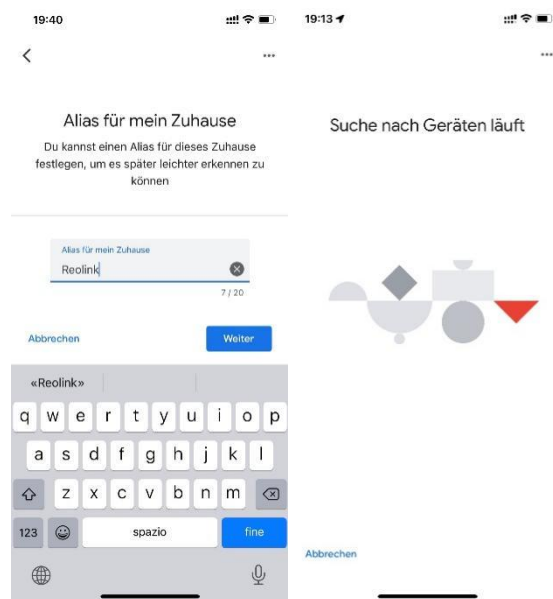 19:40
Alias für mein Zuhause
Du kannst einen Alias für dieses Zuhause
festlegen, um es später leichter erkennen zu
können
Alias für mein Zuhause
Reolink
7 / 20
Abbrechen
Weiter
«Reolink»
q w e r t y u i o p
a s d f g h j k l
z x c v b n m
123
spazio
fine
19:13
Suche nach Geräten läuft
Abbrechen